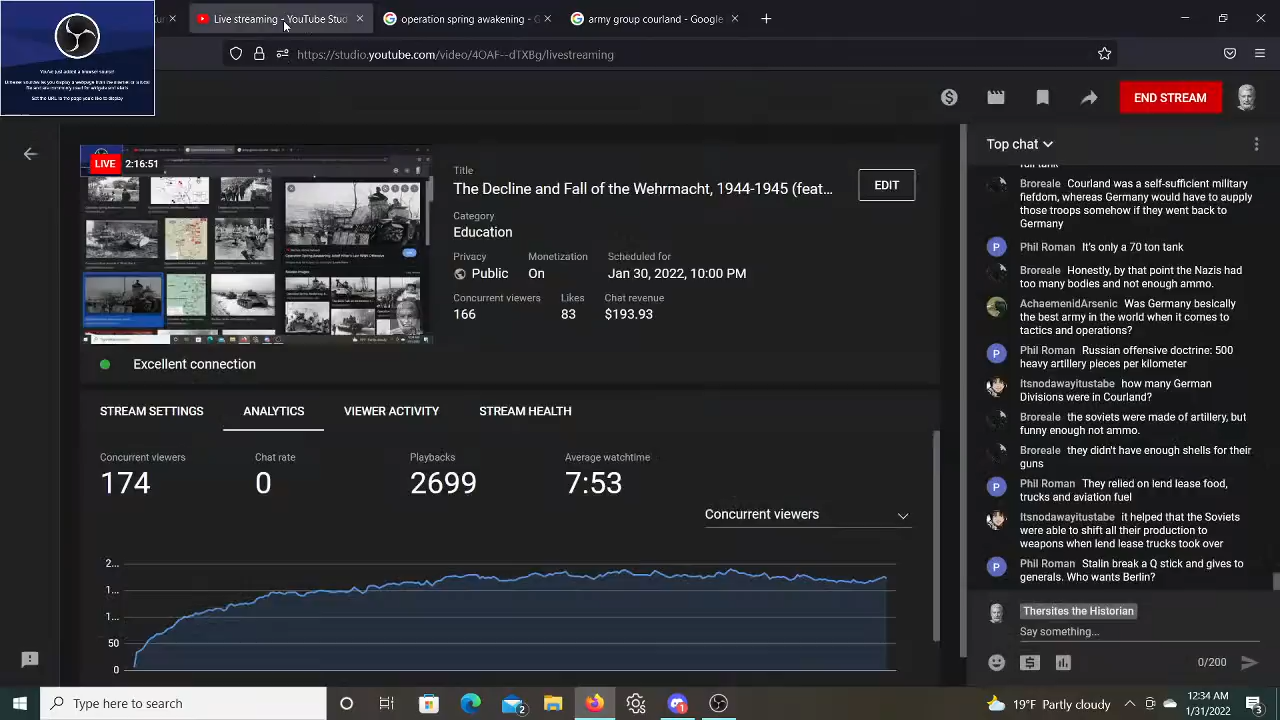 You've just added a browser source!
Live streaming - YouTube Stud
operation spring awakening - G
army group courland - Google
https://studio.youtube.com/video/4OAF--dTXBg/livestreaming
END STREAM
LIVE 2:16:51
Title
The Decline and Fall of the Wehrmacht, 1944-1945 (feat...
EDIT
Category
Education
Privacy Monetization Scheduled for
Public On Jan 30, 2022, 10:00 PM
Concurrent viewers Likes Chat revenue
166 83 $193.93
Excellent connection
STREAM SETTINGS ANALYTICS VIEWER ACTIVITY STREAM HEALTH
Concurrent viewers Chat rate Playbacks Average watchtime
174 0 2699 7:53
Concurrent viewers
2...
1...
1...
50
0
Top chat
full tank
Broreale Courland was a self-sufficient military
fiefdom, whereas Germany would have to aupply
those troops somehow if they went back to
Germany
Phil Roman It's only a 70 ton tank
Broreale honestly by that point the Nazis had
to many bodies and not enough ammo.
AchaemenidArsenic Was Germany besically
the best army in the world when it comes to
tactics and operations?
Phil Roman Russian offensive doctrine: 500
heavy artillery pieces per kilometer
Itsnodawayitustabe how many German
Divisions were in Courland?
Broreale the soviets were made of artillery, but
funny enough not ammo.
Broreale they didn't have enough shells for their
guns
Phil Roman They relied on lend lease food,
trucks and aviation fuel
Itsnodawayitustabe it helped that the Soviets
were able to shift all their production to
weapons when lend lease trucks took over
Phil Roman Stalin break a Q stick and gives to
generals. Who wants Berlin?
Thersites the Historian
Say something...
0/200
Type here to search
19°F Partly cloudy
12:34 AM
1/31/2022